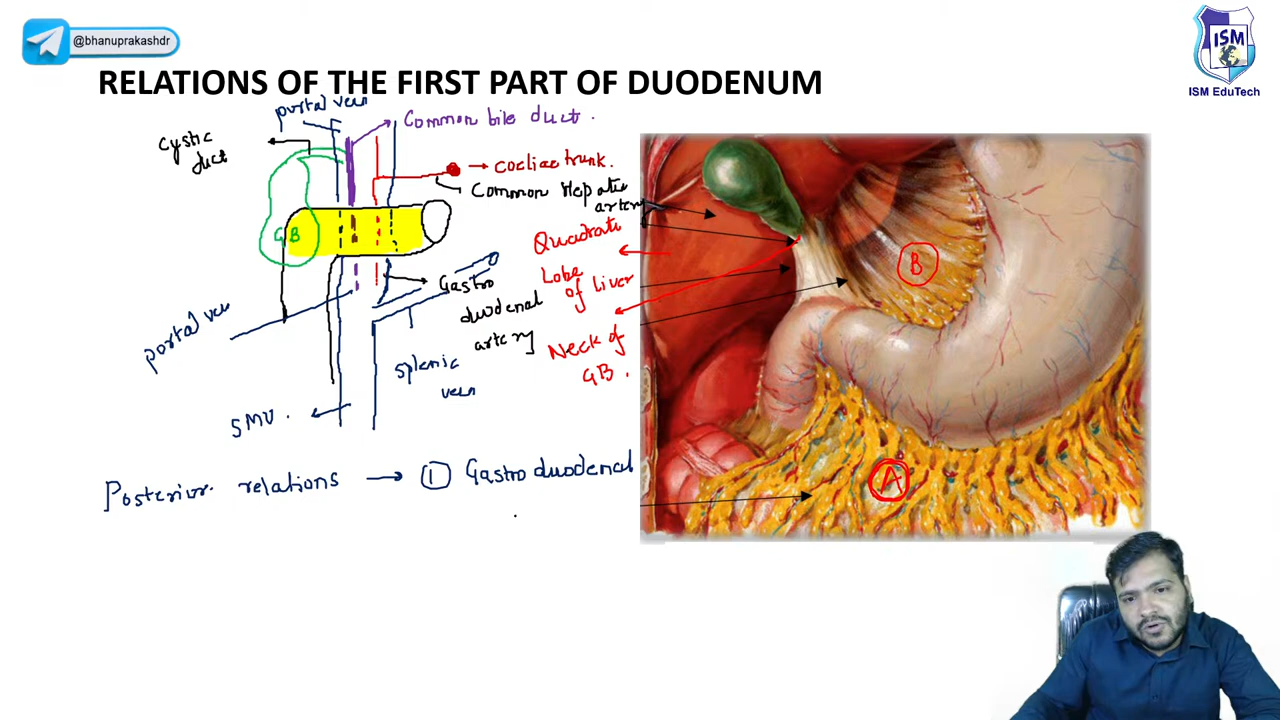 @bhanuprakashdr
ISM
ISM EduTech
RELATIONS OF THE FIRST PART OF DUODENUM
portal vein
Common bile duct.
cystic
duct
coeliac trunk.
Common Hepatic
artery
GB
Quadrate
Lobe
of liver
Neck of
GB.
Gastro
duodenal
artery
portal vein
splenic
vein
SMV.
B
A
Posterior relations → ① Gastroduodenal